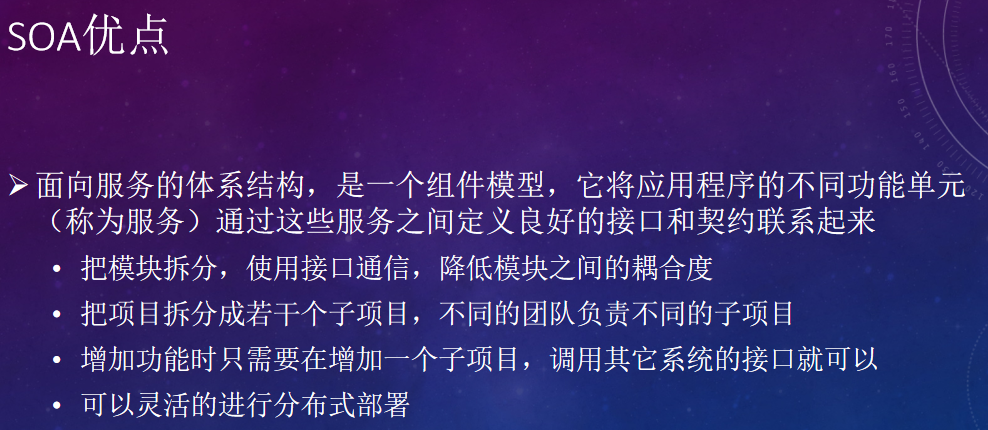 SOA优点
面向服务的体系结构，是一个组件模型，它将应用程序的不同功能单元
（称为服务）通过这些服务之间定义良好的接口和契约联系起来
把模块拆分，使用接口通信，降低模块之间的耦合度
把项目拆分成若干个子项目，不同的团队负责不同的子项目
增加功能时只需要在增加一个子项目，调用其它系统的接口就可以
可以灵活的进行分布式部署
170
160
150